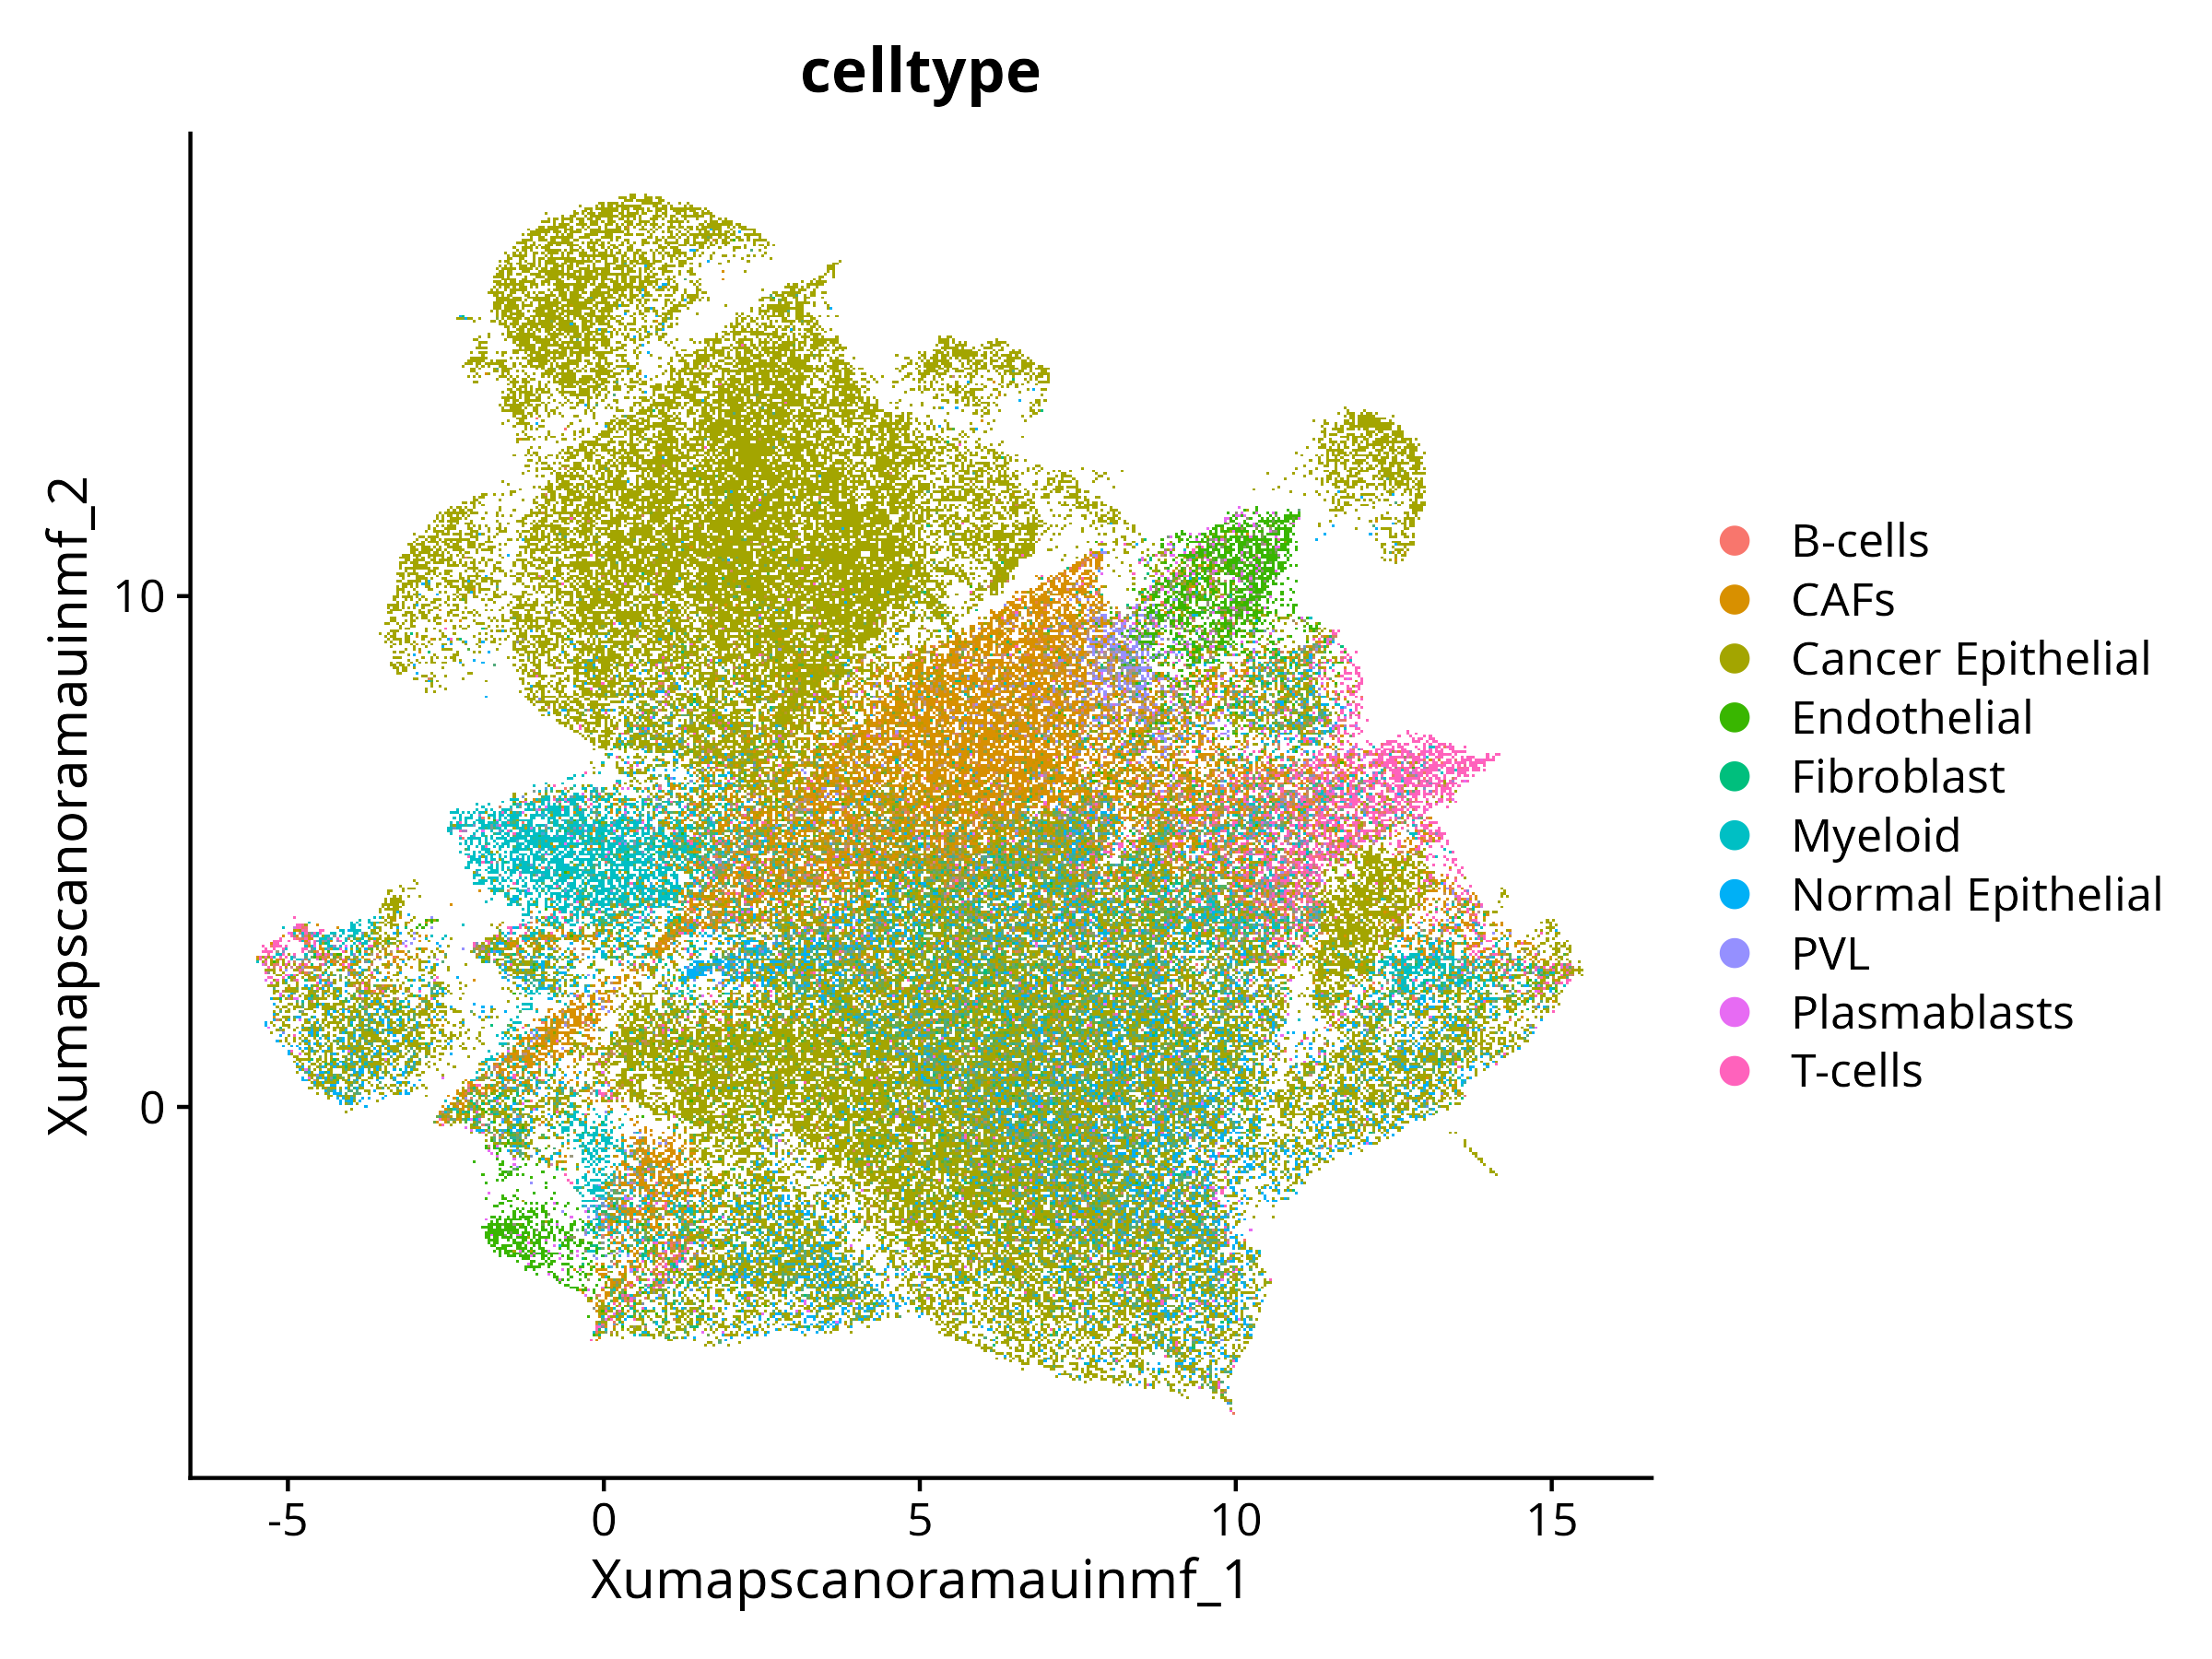 celltype
Xumapscanoramauinmf_2
10
0
-5
0
5
10
15
Xumapscanoramauinmf_1
B-cells
CAFs
Cancer Epithelial
Endothelial
Fibroblast
Myeloid
Normal Epithelial
PVL
Plasmablasts
T-cells